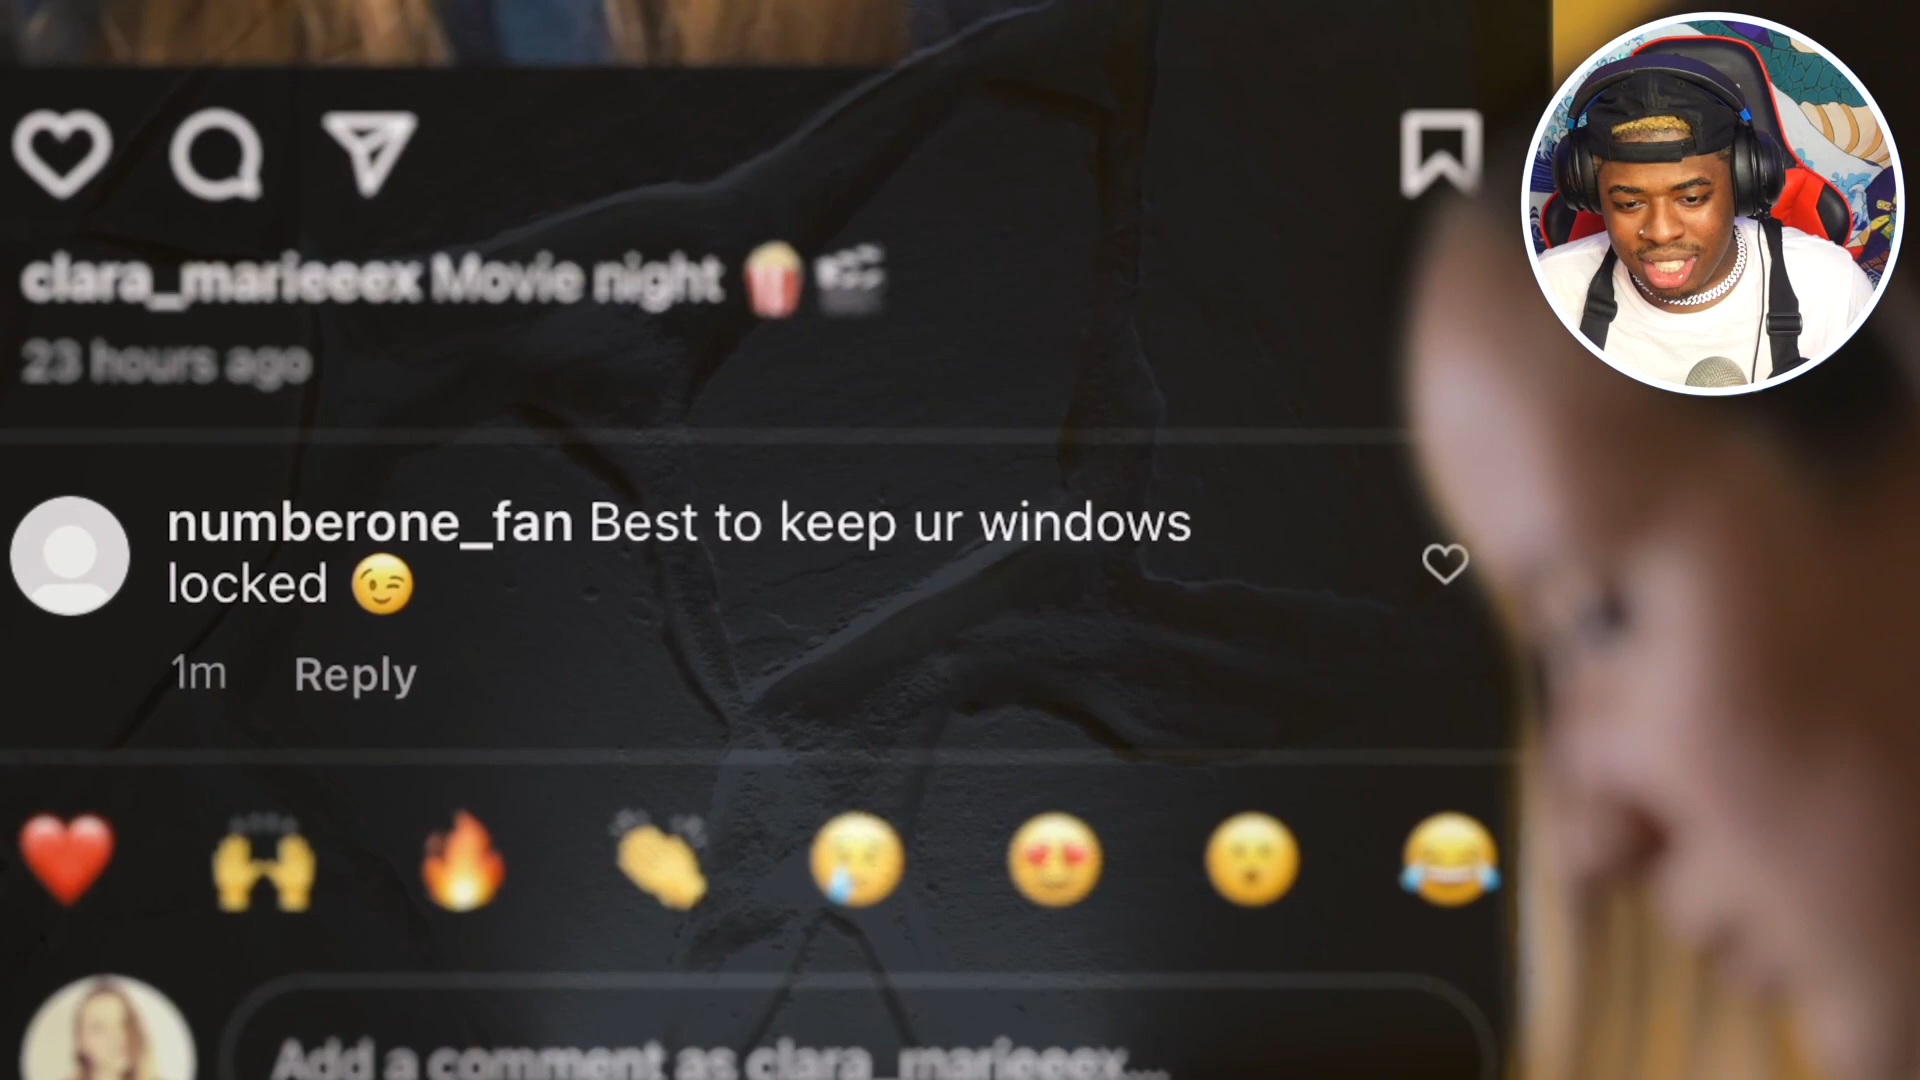 clara_marieeex Movie night 🍿 🎬
23 hours ago
numberone_fan Best to keep ur windows
locked 😉
1m Reply
Add a comment as clara_marieeex...